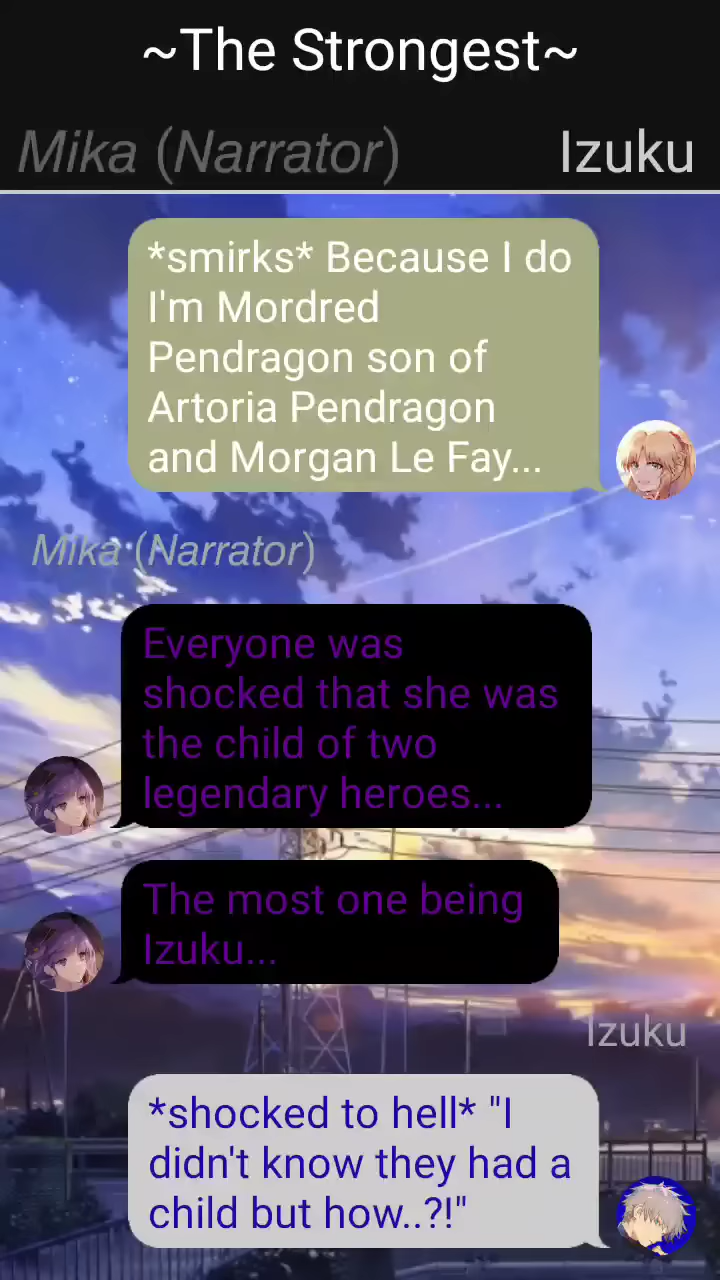 ~The Strongest~
Mika (Narrator) Izuku
*smirks* Because I do
I'm Mordred
Pendragon son of
Artoria Pendragon
and Morgan Le Fay...
Mika (Narrator)
Everyone was
shocked that she was
the child of two
legendary heroes...
The most one being
Izuku...
Izuku
*shocked to hell* "I
didn't know they had a
child but how..?!"